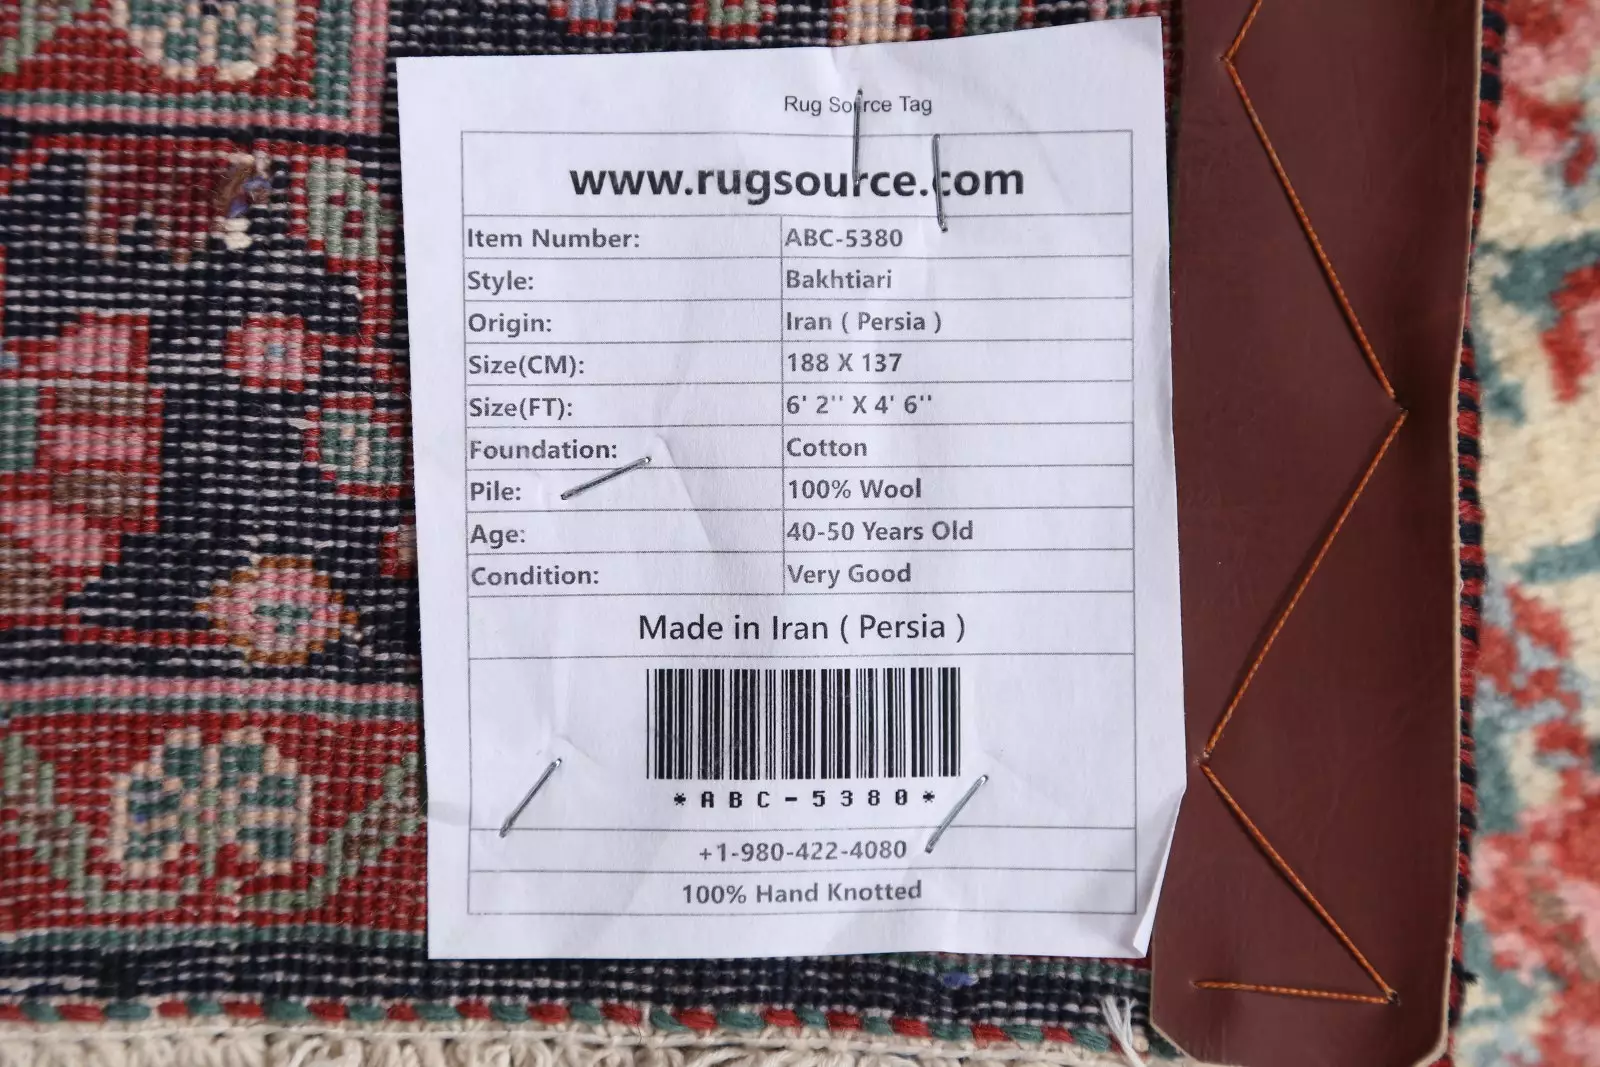 Rug Source Tag
www.rugsource.com
Item Number: ABC-5380
Style: Bakhtiari
Origin: Iran ( Persia )
Size(CM): 188 X 137
Size(FT): 6' 2'' X 4' 6''
Foundation: Cotton
Pile: 100% Wool
Age: 40-50 Years Old
Condition: Very Good
Made in Iran ( Persia )
*ABC-5380*
+1-980-422-4080
100% Hand Knotted